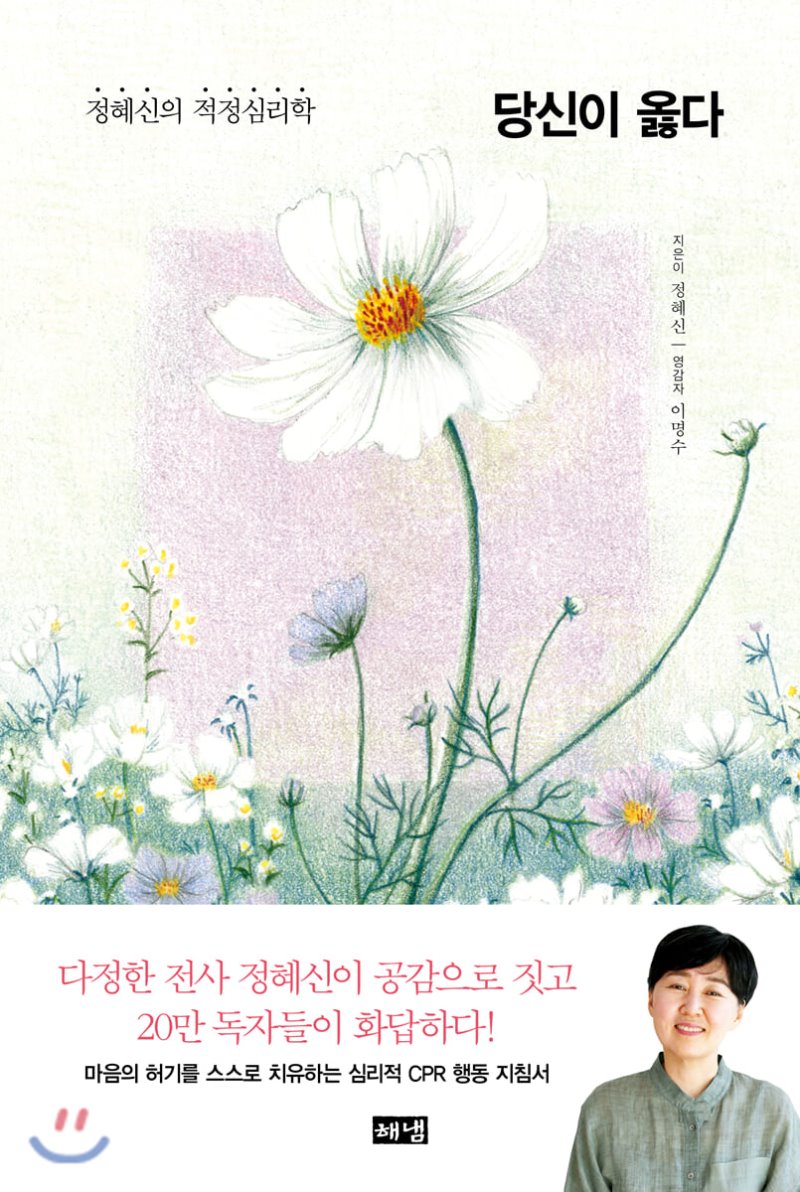 정혜신의 적정심리학
당신이 옳다
지은이 정혜신 — 영감자 이명수
다정한 전사 정혜신이 공감으로 짓고
20만 독자들이 화답하다!
마음의 허기를 스스로 치유하는 심리적 CPR 행동 지침서
해냄